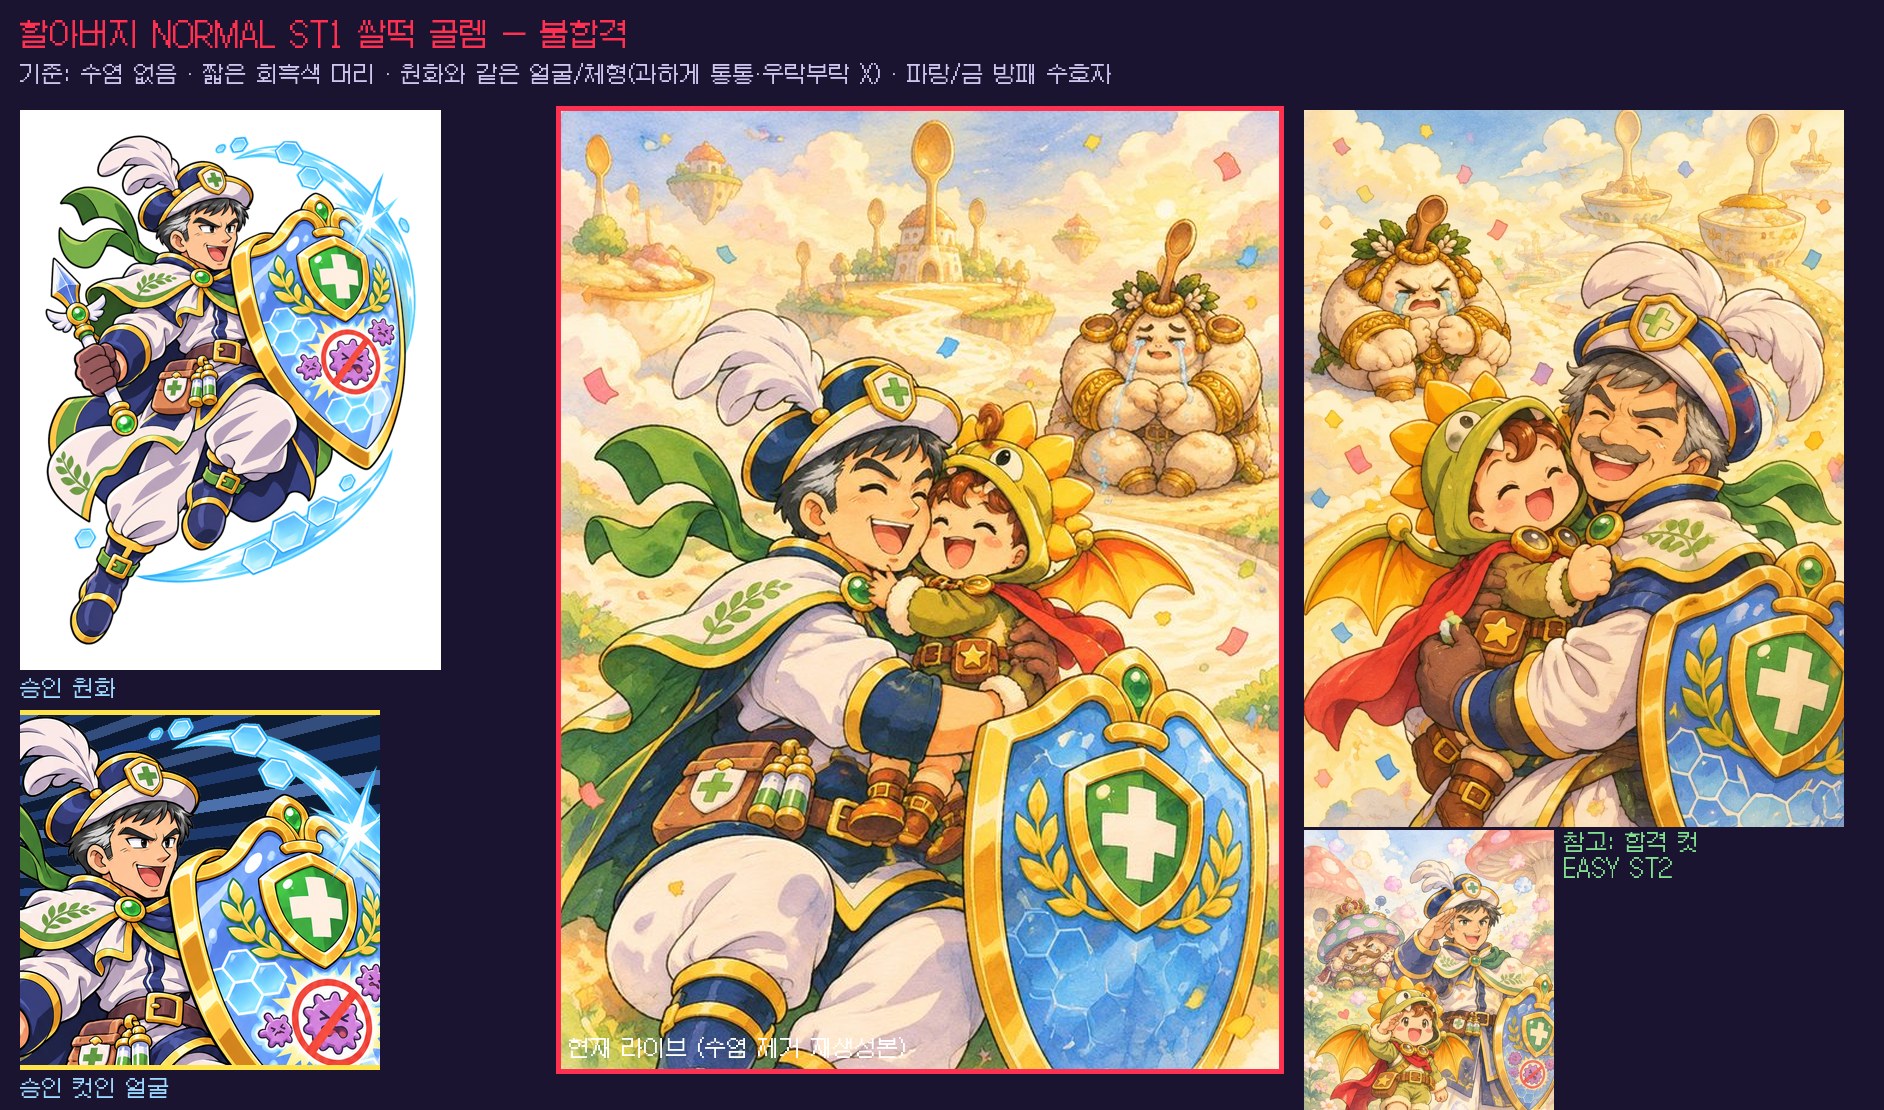 할아버지 NORMAL ST1 쌀떡 골렘 — 불합격
기준: 수염 없음 · 짧은 회흑색 머리 · 원화와 같은 얼굴/체형(과하게 통통·우락부락 X) · 파랑/금 방패 수호자
승인 원화
승인 컷인 얼굴
현재 라이브 (수염 제거 재생성본)
참고: 합격 컷
EASY ST2